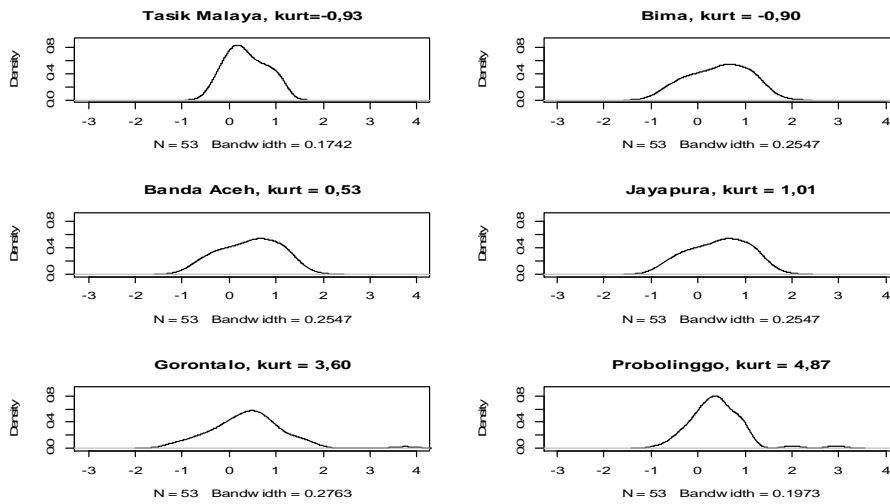 Tasik Malaya, kurt=-0,93
Density
0.0 0.4 0.8
-3 -2 -1 0 1 2 3 4
N = 53 Bandwidth = 0.1742
Bima, kurt = -0,90
Density
0.0 0.4 0.8
-3 -2 -1 0 1 2 3 4
N = 53 Bandwidth = 0.2547
Banda Aceh, kurt = 0,53
Density
0.0 0.4 0.8
-3 -2 -1 0 1 2 3 4
N = 53 Bandwidth = 0.2547
Jayapura, kurt = 1,01
Density
0.0 0.4 0.8
-3 -2 -1 0 1 2 3 4
N = 53 Bandwidth = 0.2547
Gorontalo, kurt = 3,60
Density
0.0 0.4 0.8
-3 -2 -1 0 1 2 3 4
N = 53 Bandwidth = 0.2763
Probolinggo, kurt = 4,87
Density
0.0 0.4 0.8
-3 -2 -1 0 1 2 3 4
N = 53 Bandwidth = 0.1973